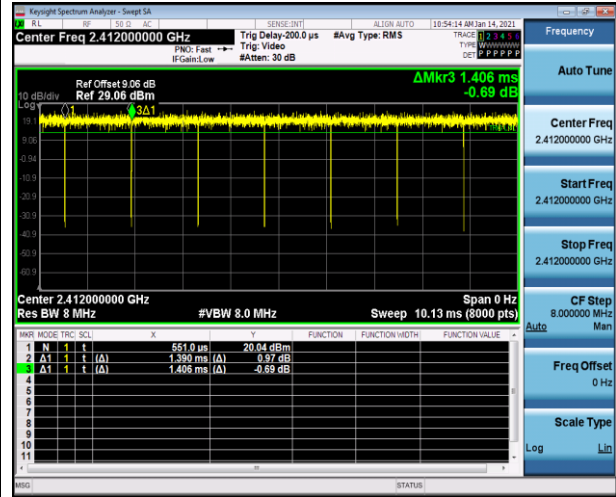 Keysight Spectrum Analyzer - Swept SA
RL RF 50 Ω AC SENSE:INT ALIGN AUTO 10:54:14 AM Jan 14, 2021
Center Freq 2.412000000 GHz
Trig Delay-200.0 µs #Avg Type: RMS
TRACE 1 2 3 4 5 6
PNO: Fast Trig: Video
TYPE W
IFGain:Low #Atten: 30 dB
DET P P P P P P
Frequency
ΔMkr3 1.406 ms
-0.69 dB
Ref Offset 9.06 dB
10 dB/div Ref 29.06 dBm
Log
1 3Δ1
19.1
9.06
-0.94
-10.9
-20.9
-30.9
-50.9
-60.9
Center 2.412000000 GHz Span 0 Hz
Res BW 8 MHz #VBW 8.0 MHz Sweep 10.13 ms (8000 pts)
MKR MODE TRC SCL X Y FUNCTION FUNCTION WIDTH FUNCTION VALUE
1 N 1 t 551.0 µs 20.04 dBm
2 Δ1 1 t (Δ) 1.390 ms (Δ) 0.97 dB
3 Δ1 1 t (Δ) 1.406 ms (Δ) -0.69 dB
4
5
6
7
8
9
10
11
MSG STATUS
Auto Tune
Center Freq
2.412000000 GHz
Start Freq
2.412000000 GHz
Stop Freq
2.412000000 GHz
CF Step
8.000000 MHz
Auto Man
Freq Offset
0 Hz
Scale Type
Log Lin